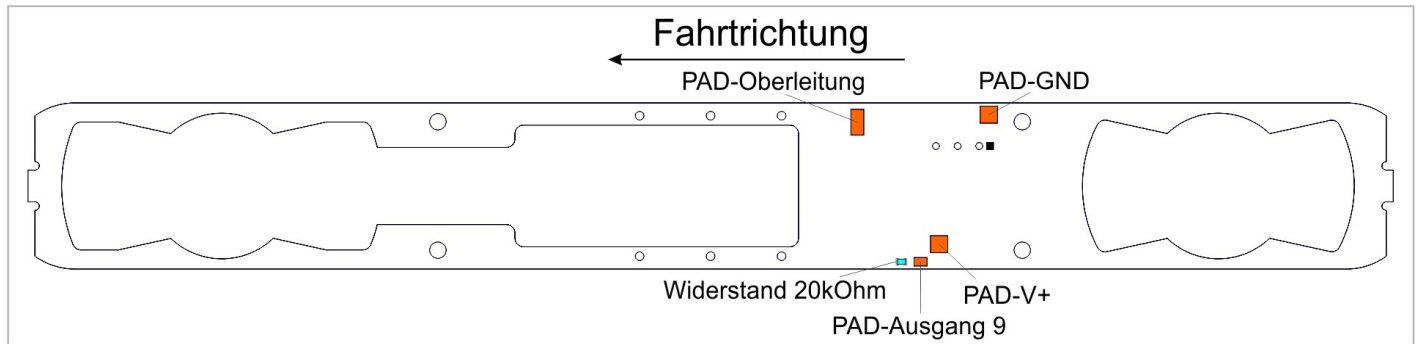 Fahrtrichtung
PAD-Oberleitung
PAD-GND
Widerstand 20kOhm
PAD-V+
PAD-Ausgang 9